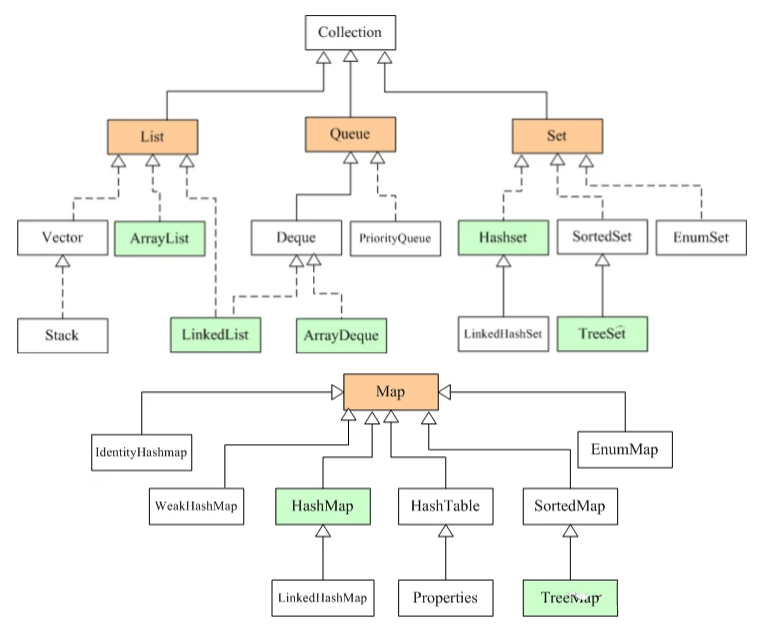 Collection
List
Queue
Set
Vector
ArrayList
Deque
PriorityQueue
Hashset
SortedSet
EnumSet
Stack
LinkedList
ArrayDeque
LinkedHashSet
TreeSet
Map
IdentityHashmap
EnumMap
WeakHashMap
HashMap
HashTable
SortedMap
LinkedHashMap
Properties
TreeMap